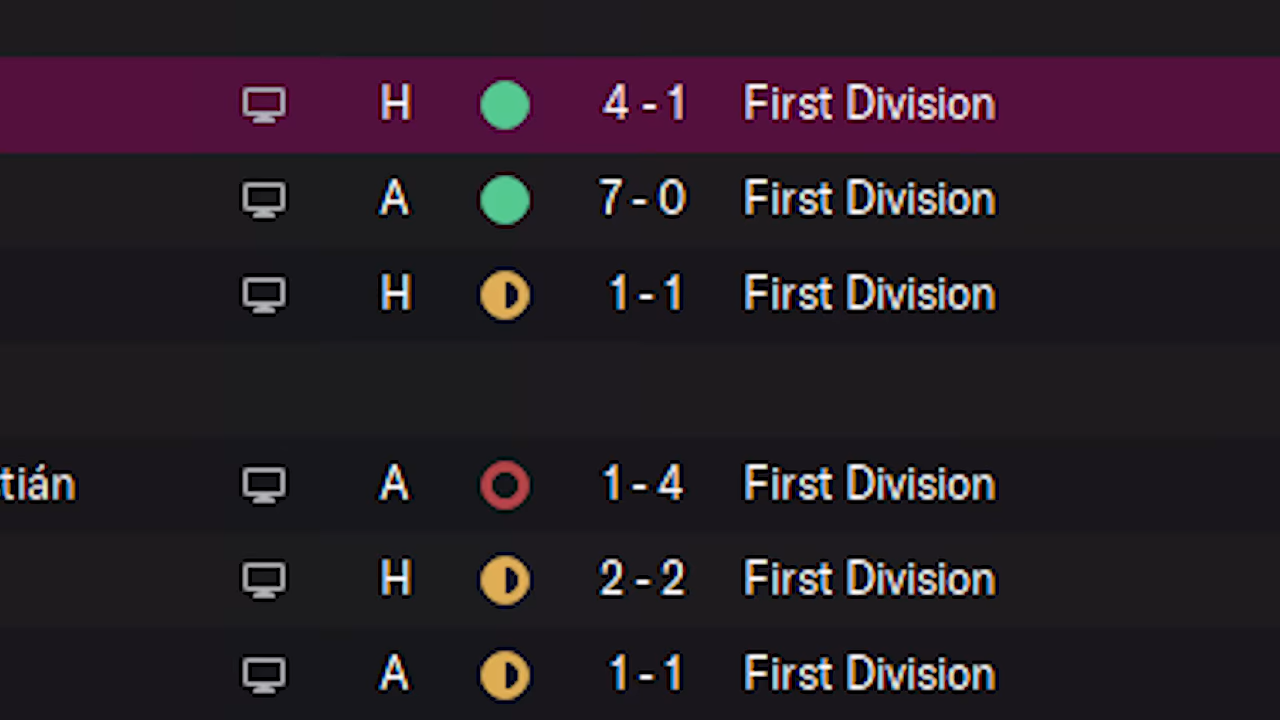 H 4 - 1 First Division
A 7 - 0 First Division
H 1 - 1 First Division
tián A 1 - 4 First Division
H 2 - 2 First Division
A 1 - 1 First Division